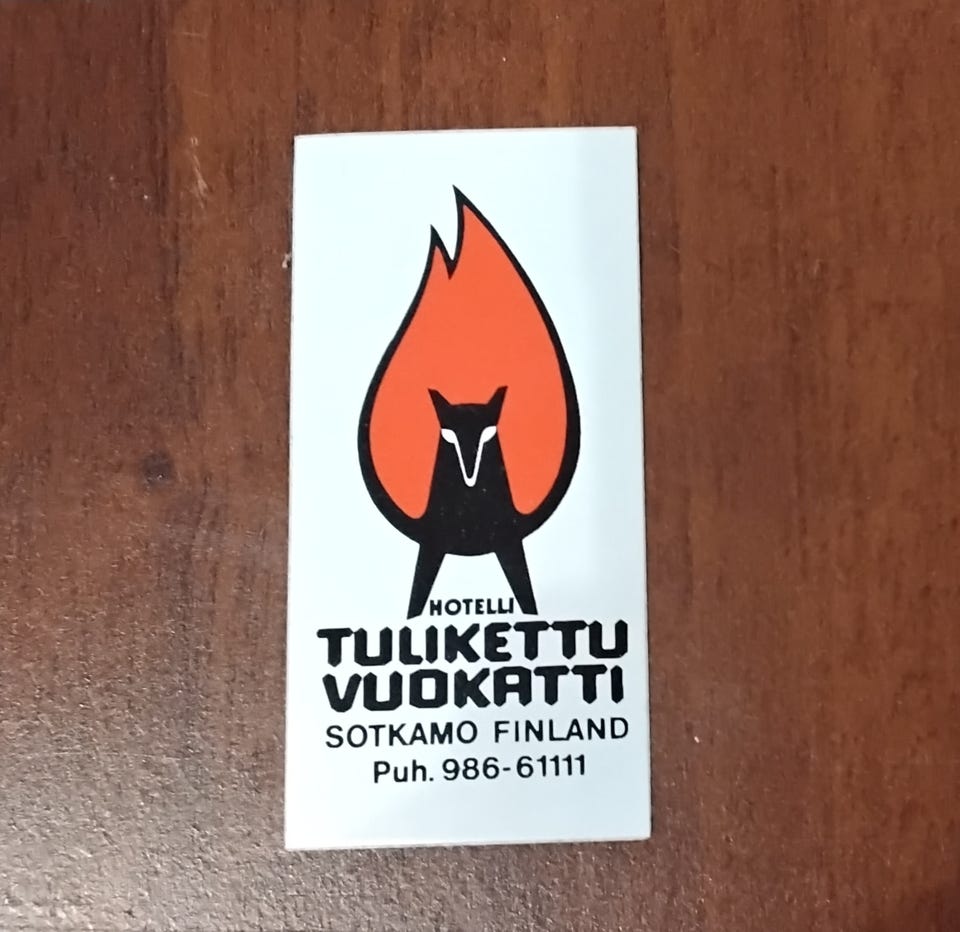 HOTELLI
TULIKETTU
VUOKATTI
SOTKAMO FINLAND
Puh. 986-61111